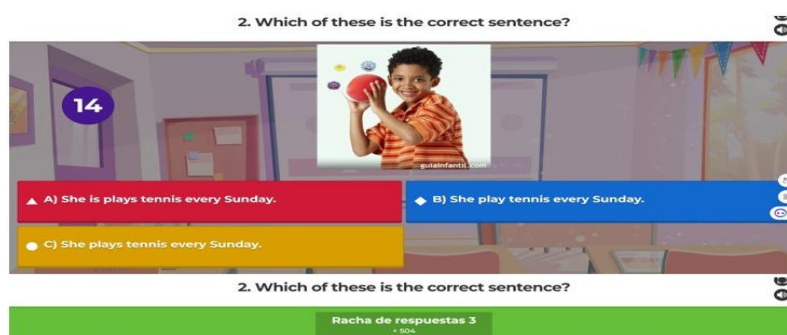 2. Which of these is the correct sentence?
14
guiainfantil.com
A) She is plays tennis every Sunday.
B) She play tennis every Sunday.
C) She plays tennis every Sunday.
2. Which of these is the correct sentence?
Racha de respuestas 3
+ 504